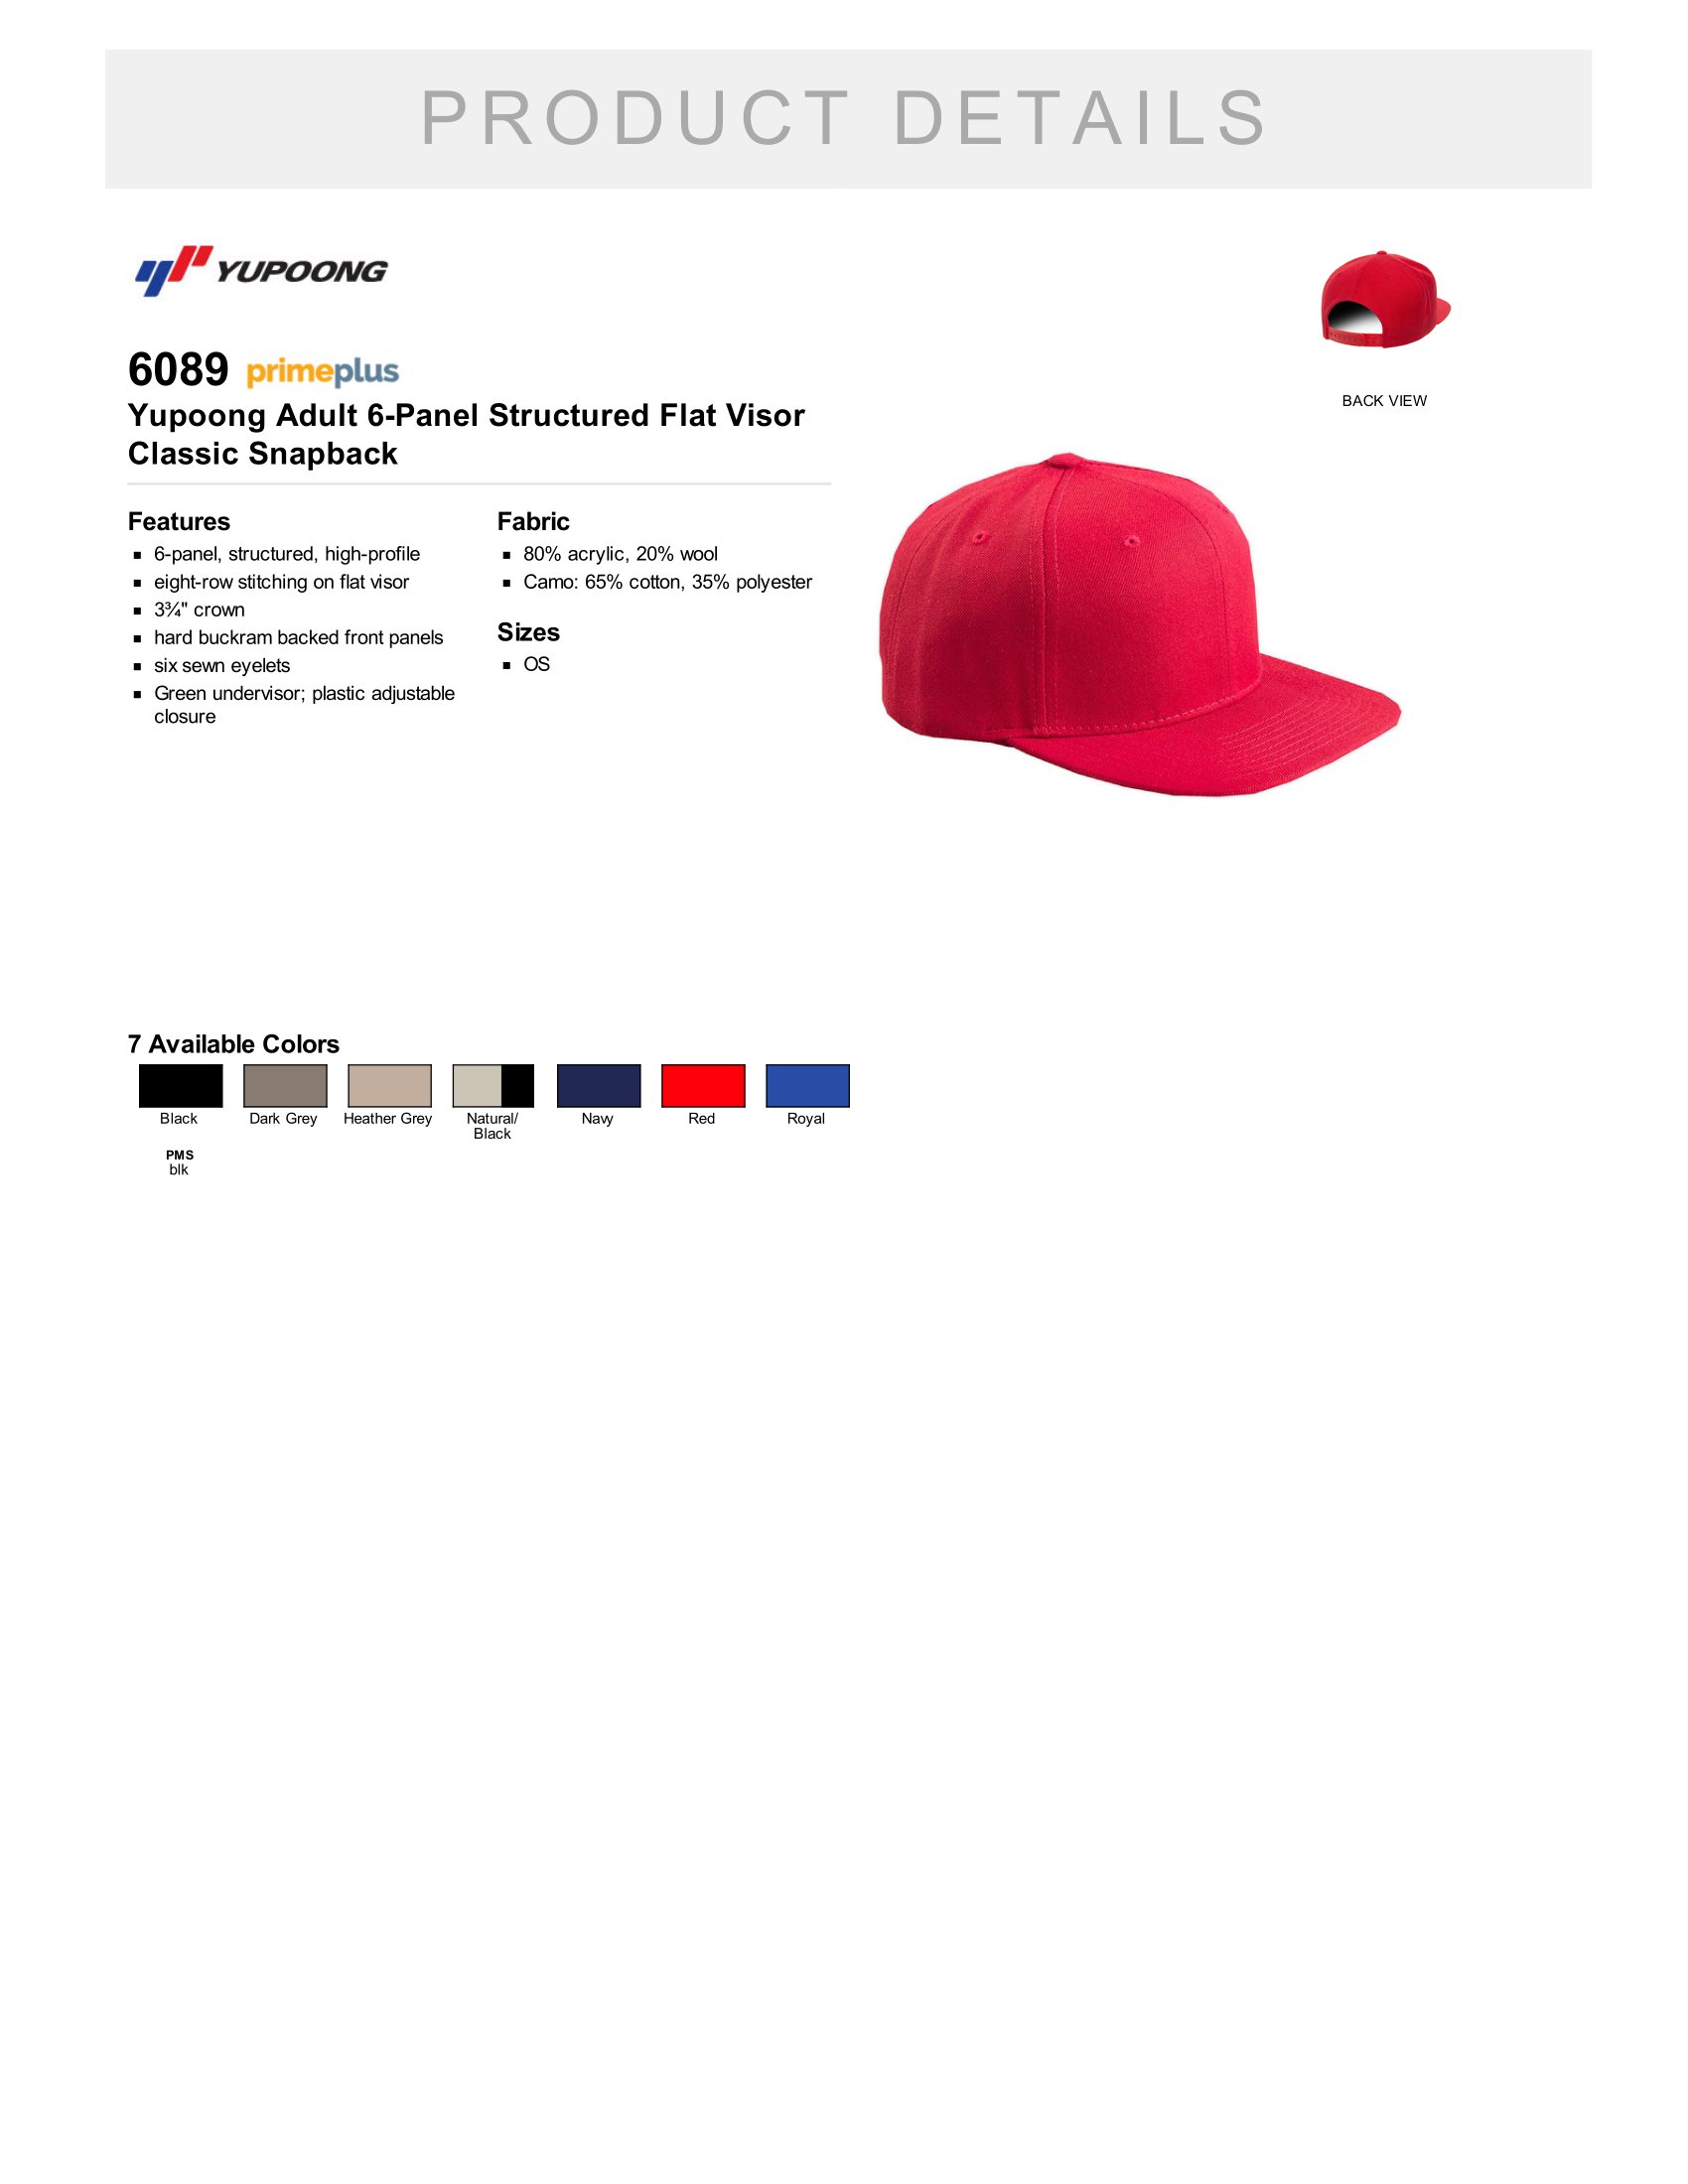 PRODUCT DETAILS
YUPOONG
6089 primeplus
Yupoong Adult 6-Panel Structured Flat Visor
Classic Snapback
Features
▪ 6-panel, structured, high-profile
▪ eight-row stitching on flat visor
▪ 3¾" crown
▪ hard buckram backed front panels
▪ six sewn eyelets
▪ Green undervisor; plastic adjustable
closure
Fabric
▪ 80% acrylic, 20% wool
▪ Camo: 65% cotton, 35% polyester
Sizes
▪ OS
BACK VIEW
7 Available Colors
Black
Dark Grey
Heather Grey
Natural/
Black
Navy
Red
Royal
PMS
blk